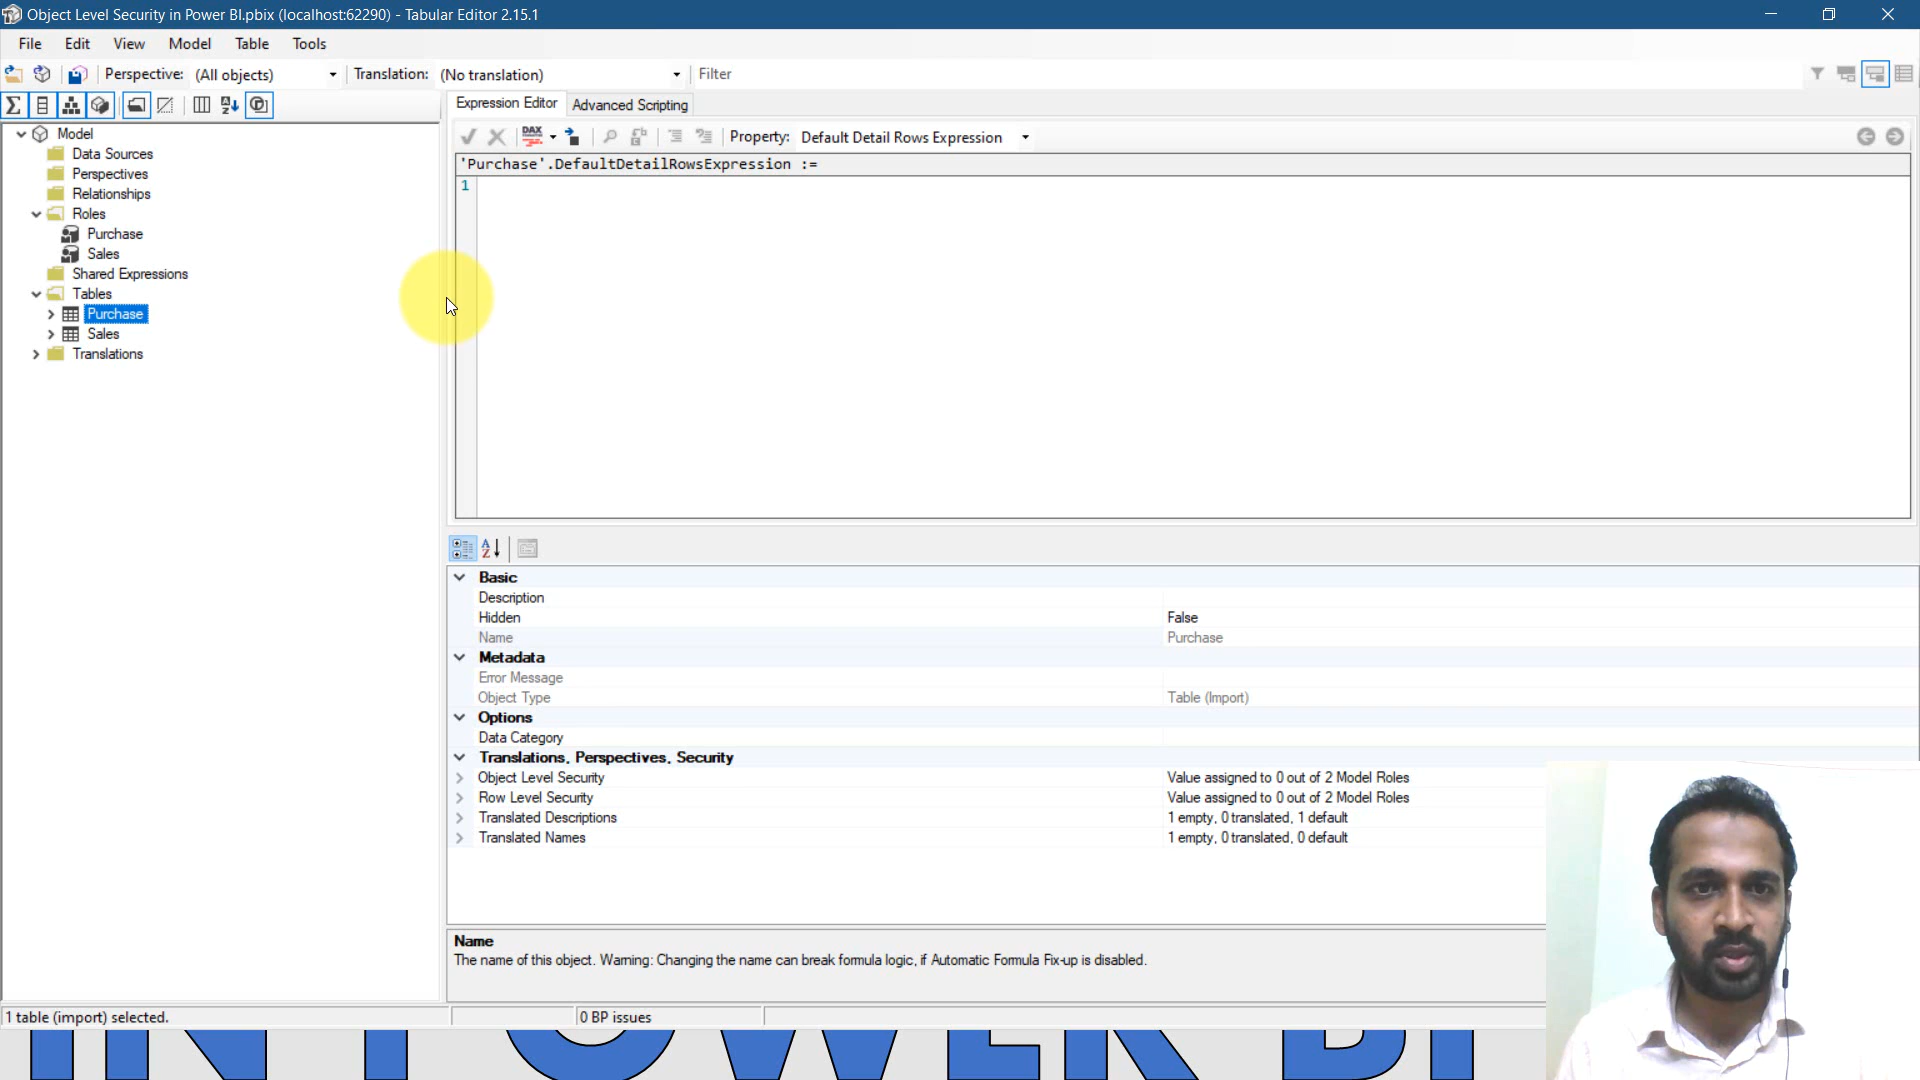 Object Level Security in Power BI.pbix (localhost:62290) - Tabular Editor 2.15.1
File Edit View Model Table Tools
Perspective: (All objects) Translation: (No translation) Filter
Expression Editor Advanced Scripting
DAX Property: Default Detail Rows Expression
'Purchase'.DefaultDetailRowsExpression :=
1
Model
Data Sources
Perspectives
Relationships
Roles
Purchase
Sales
Shared Expressions
Tables
Purchase
Sales
Translations
Basic
Description
Hidden False
Name Purchase
Metadata
Error Message
Object Type Table (Import)
Options
Data Category
Translations, Perspectives, Security
Object Level Security Value assigned to 0 out of 2 Model Roles
Row Level Security Value assigned to 0 out of 2 Model Roles
Translated Descriptions 1 empty, 0 translated, 1 default
Translated Names 1 empty, 0 translated, 0 default
Name
The name of this object. Warning: Changing the name can break formula logic, if Automatic Formula Fix-up is disabled.
1 table (import) selected. 0 BP issues
IN POWER BI